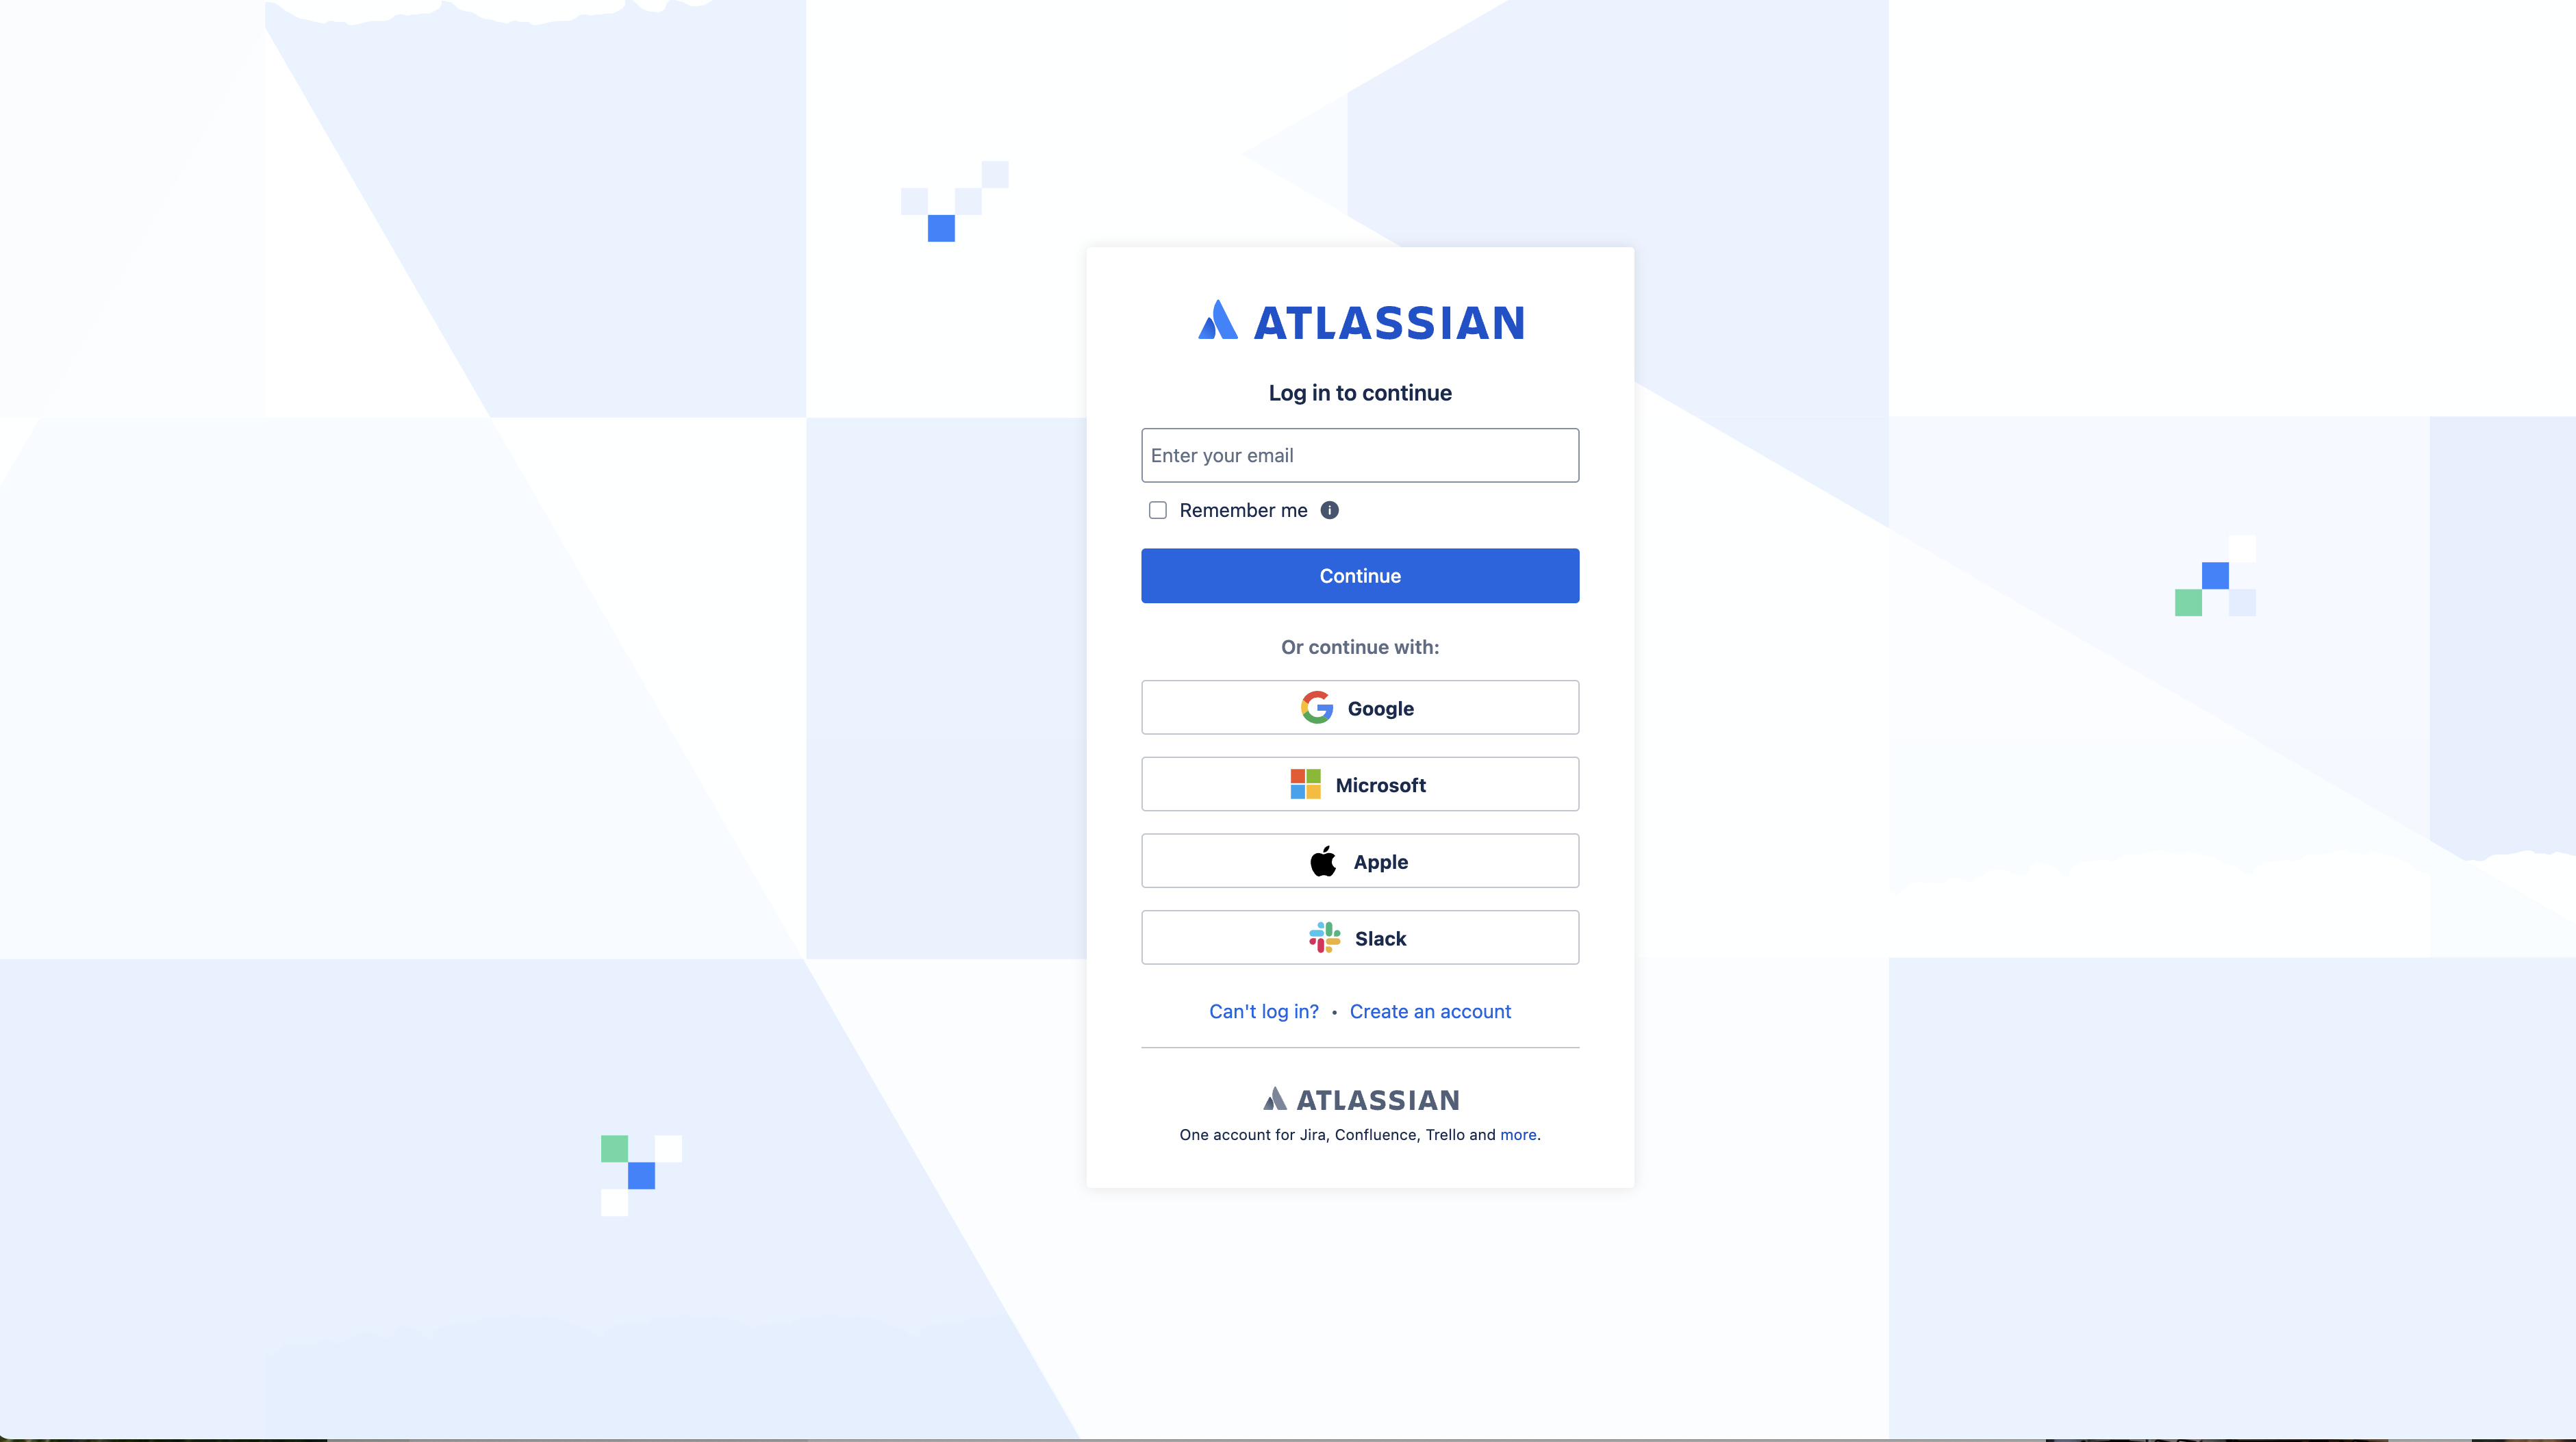 ATLASSIAN
Log in to continue
Enter your email
Remember me
Continue
Or continue with:
Google
Microsoft
Apple
Slack
Can't log in? • Create an account
ATLASSIAN
One account for Jira, Confluence, Trello and more.